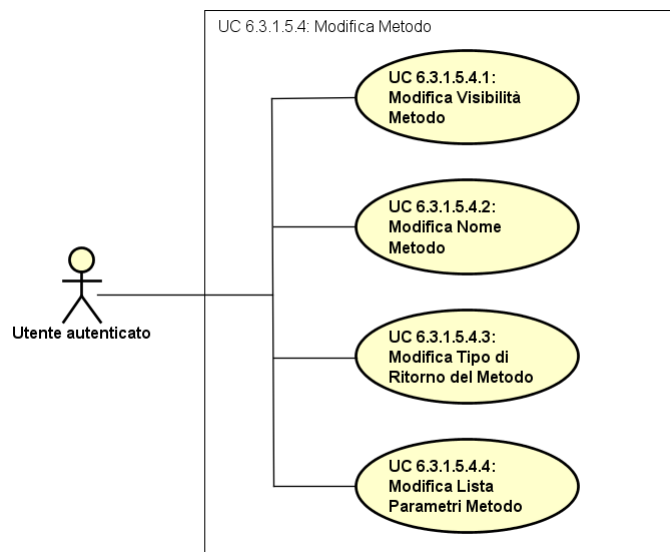 UC 6.3.1.5.4: Modifica Metodo
UC 6.3.1.5.4.1:
Modifica Visibilità
Metodo
UC 6.3.1.5.4.2:
Modifica Nome
Metodo
Utente autenticato
UC 6.3.1.5.4.3:
Modifica Tipo di
Ritorno del Metodo
UC 6.3.1.5.4.4:
Modifica Lista
Parametri Metodo